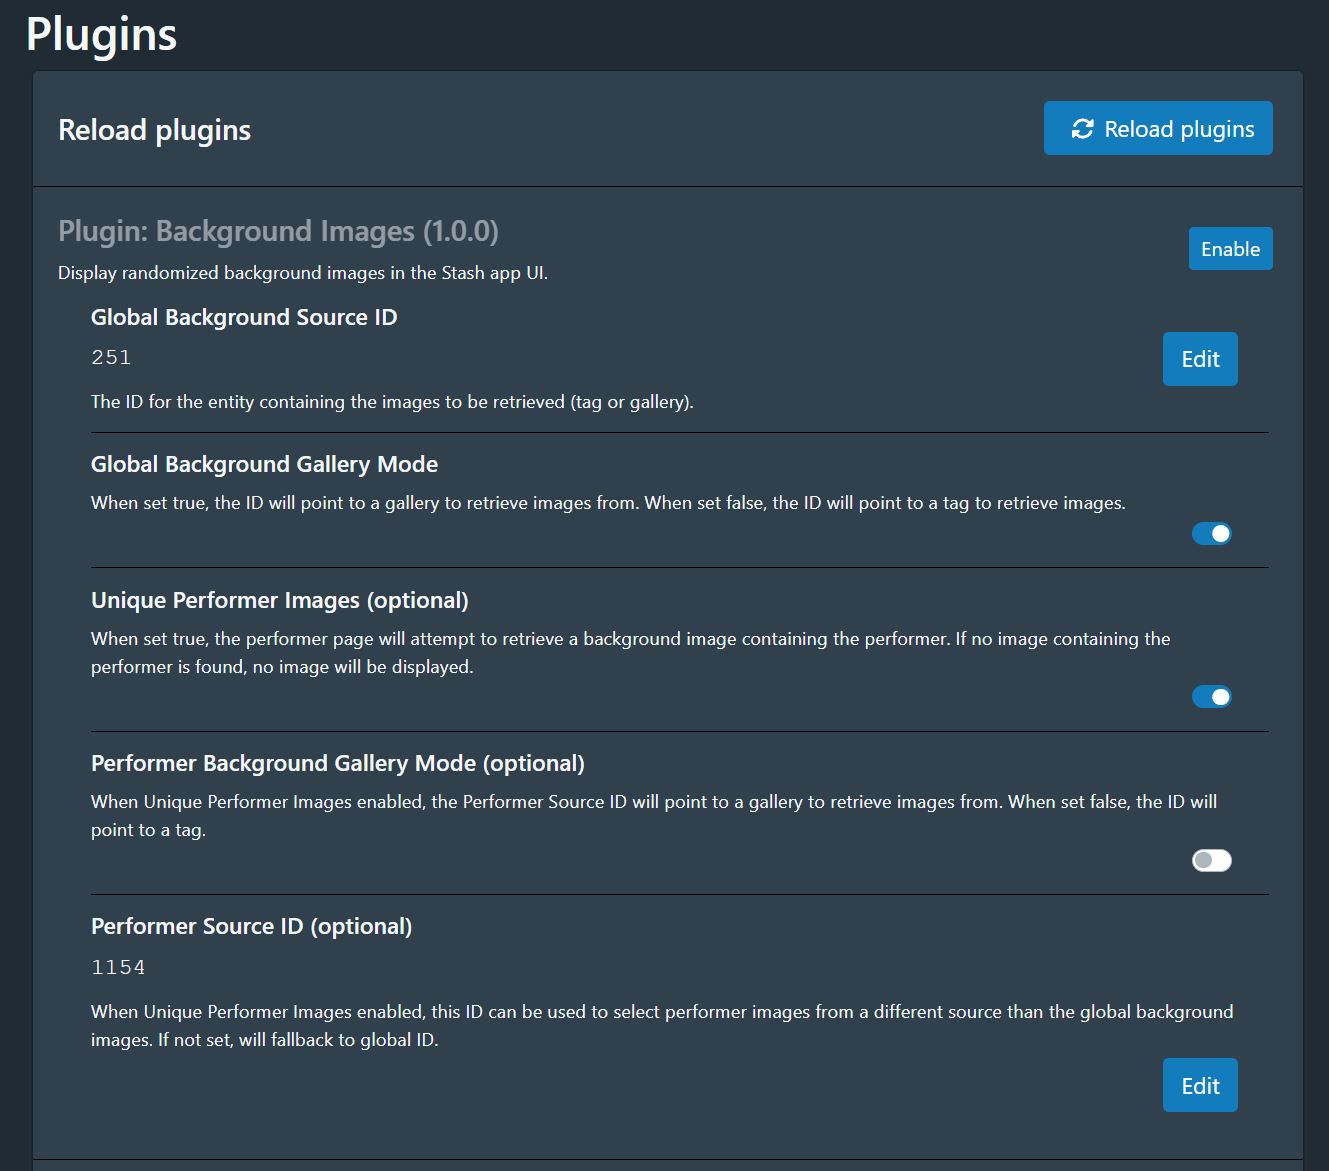 Plugins
Reload plugins
Reload plugins
Plugin: Background Images (1.0.0)
Enable
Display randomized background images in the Stash app UI.
Global Background Source ID
251
Edit
The ID for the entity containing the images to be retrieved (tag or gallery).
Global Background Gallery Mode
When set true, the ID will point to a gallery to retrieve images from. When set false, the ID will point to a tag to retrieve images.
Unique Performer Images (optional)
When set true, the performer page will attempt to retrieve a background image containing the performer. If no image containing the
performer is found, no image will be displayed.
Performer Background Gallery Mode (optional)
When Unique Performer Images enabled, the Performer Source ID will point to a gallery to retrieve images from. When set false, the ID will
point to a tag.
Performer Source ID (optional)
1154
When Unique Performer Images enabled, this ID can be used to select performer images from a different source than the global background
images. If not set, will fallback to global ID.
Edit